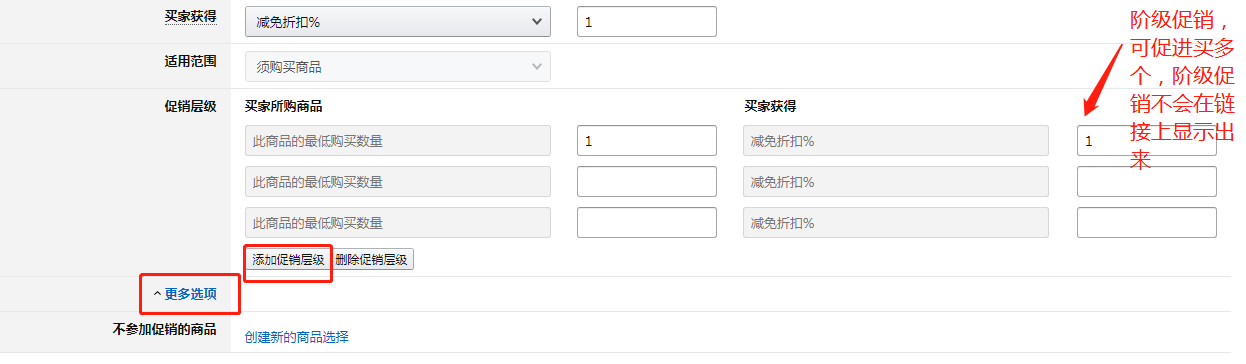 买家获得
减免折扣%
1
阶级促销，
可促进买多
个，阶级促
销不会在链
接上显示出
来
适用范围
须购买商品
促销层级
买家所购商品
买家获得
此商品的最低购买数量
1
减免折扣%
1
此商品的最低购买数量
减免折扣%
此商品的最低购买数量
减免折扣%
添加促销层级
删除促销层级
更多选项
不参加促销的商品
创建新的商品选择